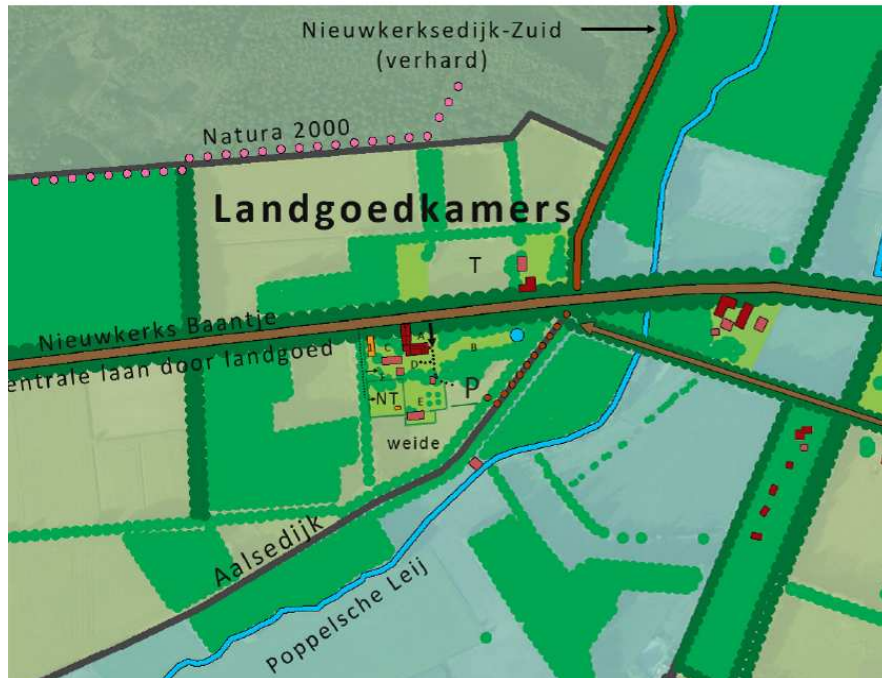 Nieuwkerksedijk-Zuid
(verhard)
Natura 2000
Landgoedkamers
T
Nieuwkerks Baantje
entrale laan door landgoed
C
A
B
D
P
NT
E
weide
Aalsedijk
Poppelsche Leij